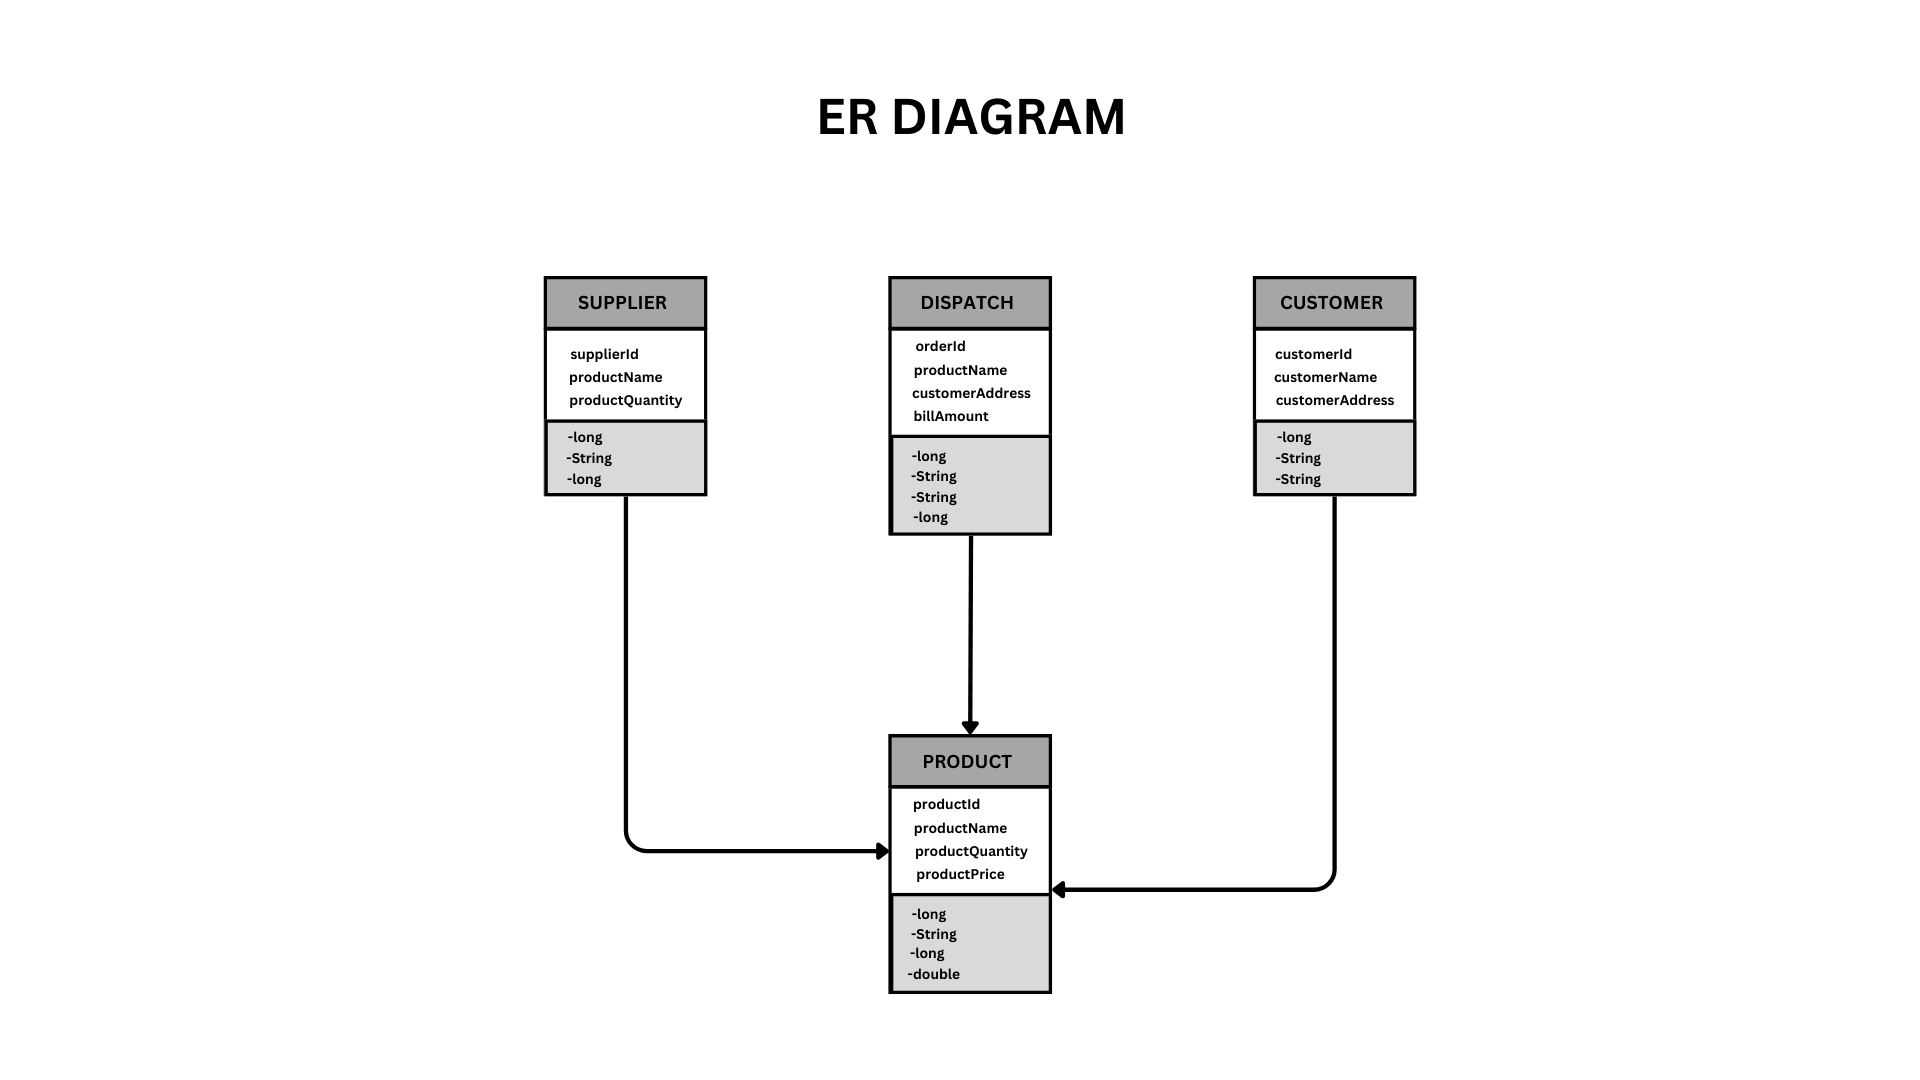 ER DIAGRAM
SUPPLIER
supplierId
productName
productQuantity
-long
-String
-long
DISPATCH
orderId
productName
customerAddress
billAmount
-long
-String
-String
-long
CUSTOMER
customerId
customerName
customerAddress
-long
-String
-String
PRODUCT
productId
productName
productQuantity
productPrice
-long
-String
-long
-double